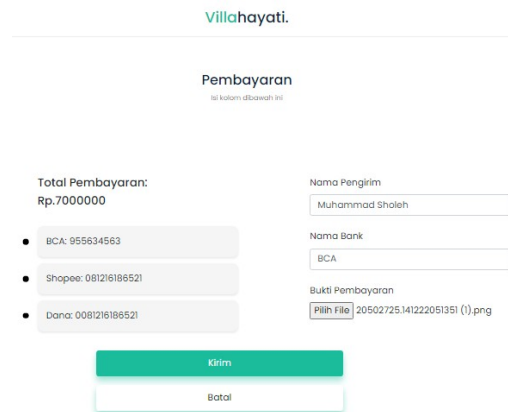 Villahayati.
Pembayaran
Isi kolom dibawah ini
Total Pembayaran:
Rp.7000000
BCA: 955634563
Shopee: 081216186521
Dana: 0081216186521
Nama Pengirim
Muhammad Sholeh
Nama Bank
BCA
Bukti Pembayaran
Pilih File 20502725.141222051351 (1).png
Kirim
Batal